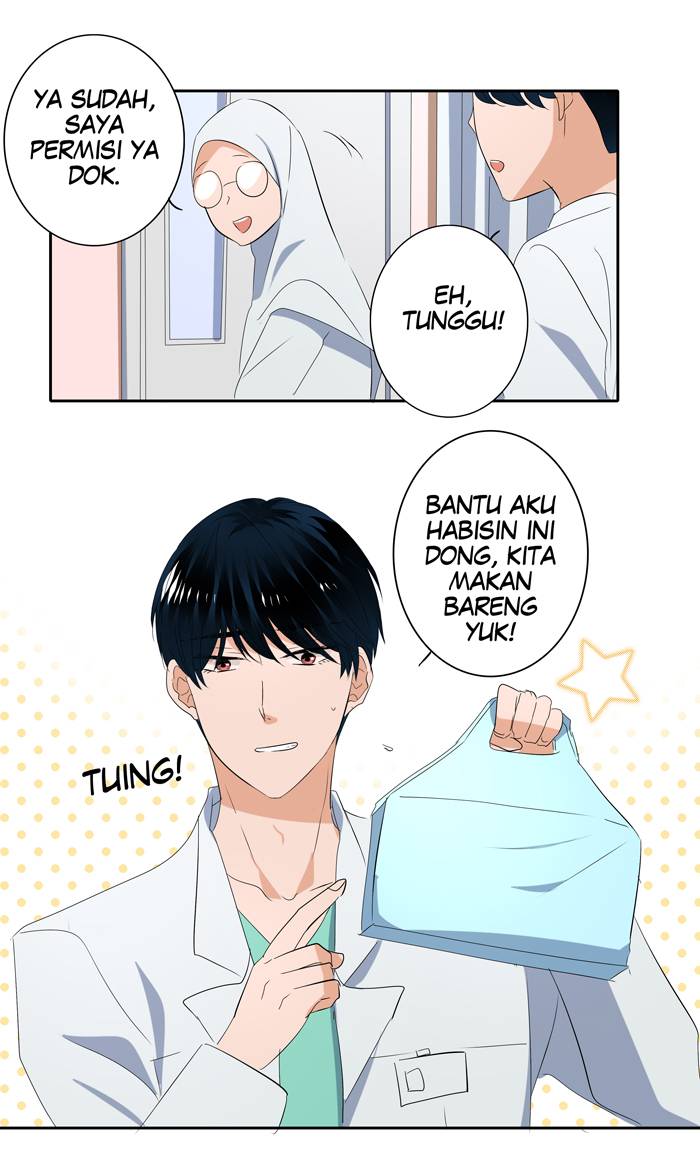 YA SUDAH,
SAYA
PERMISI YA
DOK.
EH,
TUNGGU!
BANTU AKU
HABISIN INI
DONG, KITA
MAKAN
BARENG
YUK!
TUING!